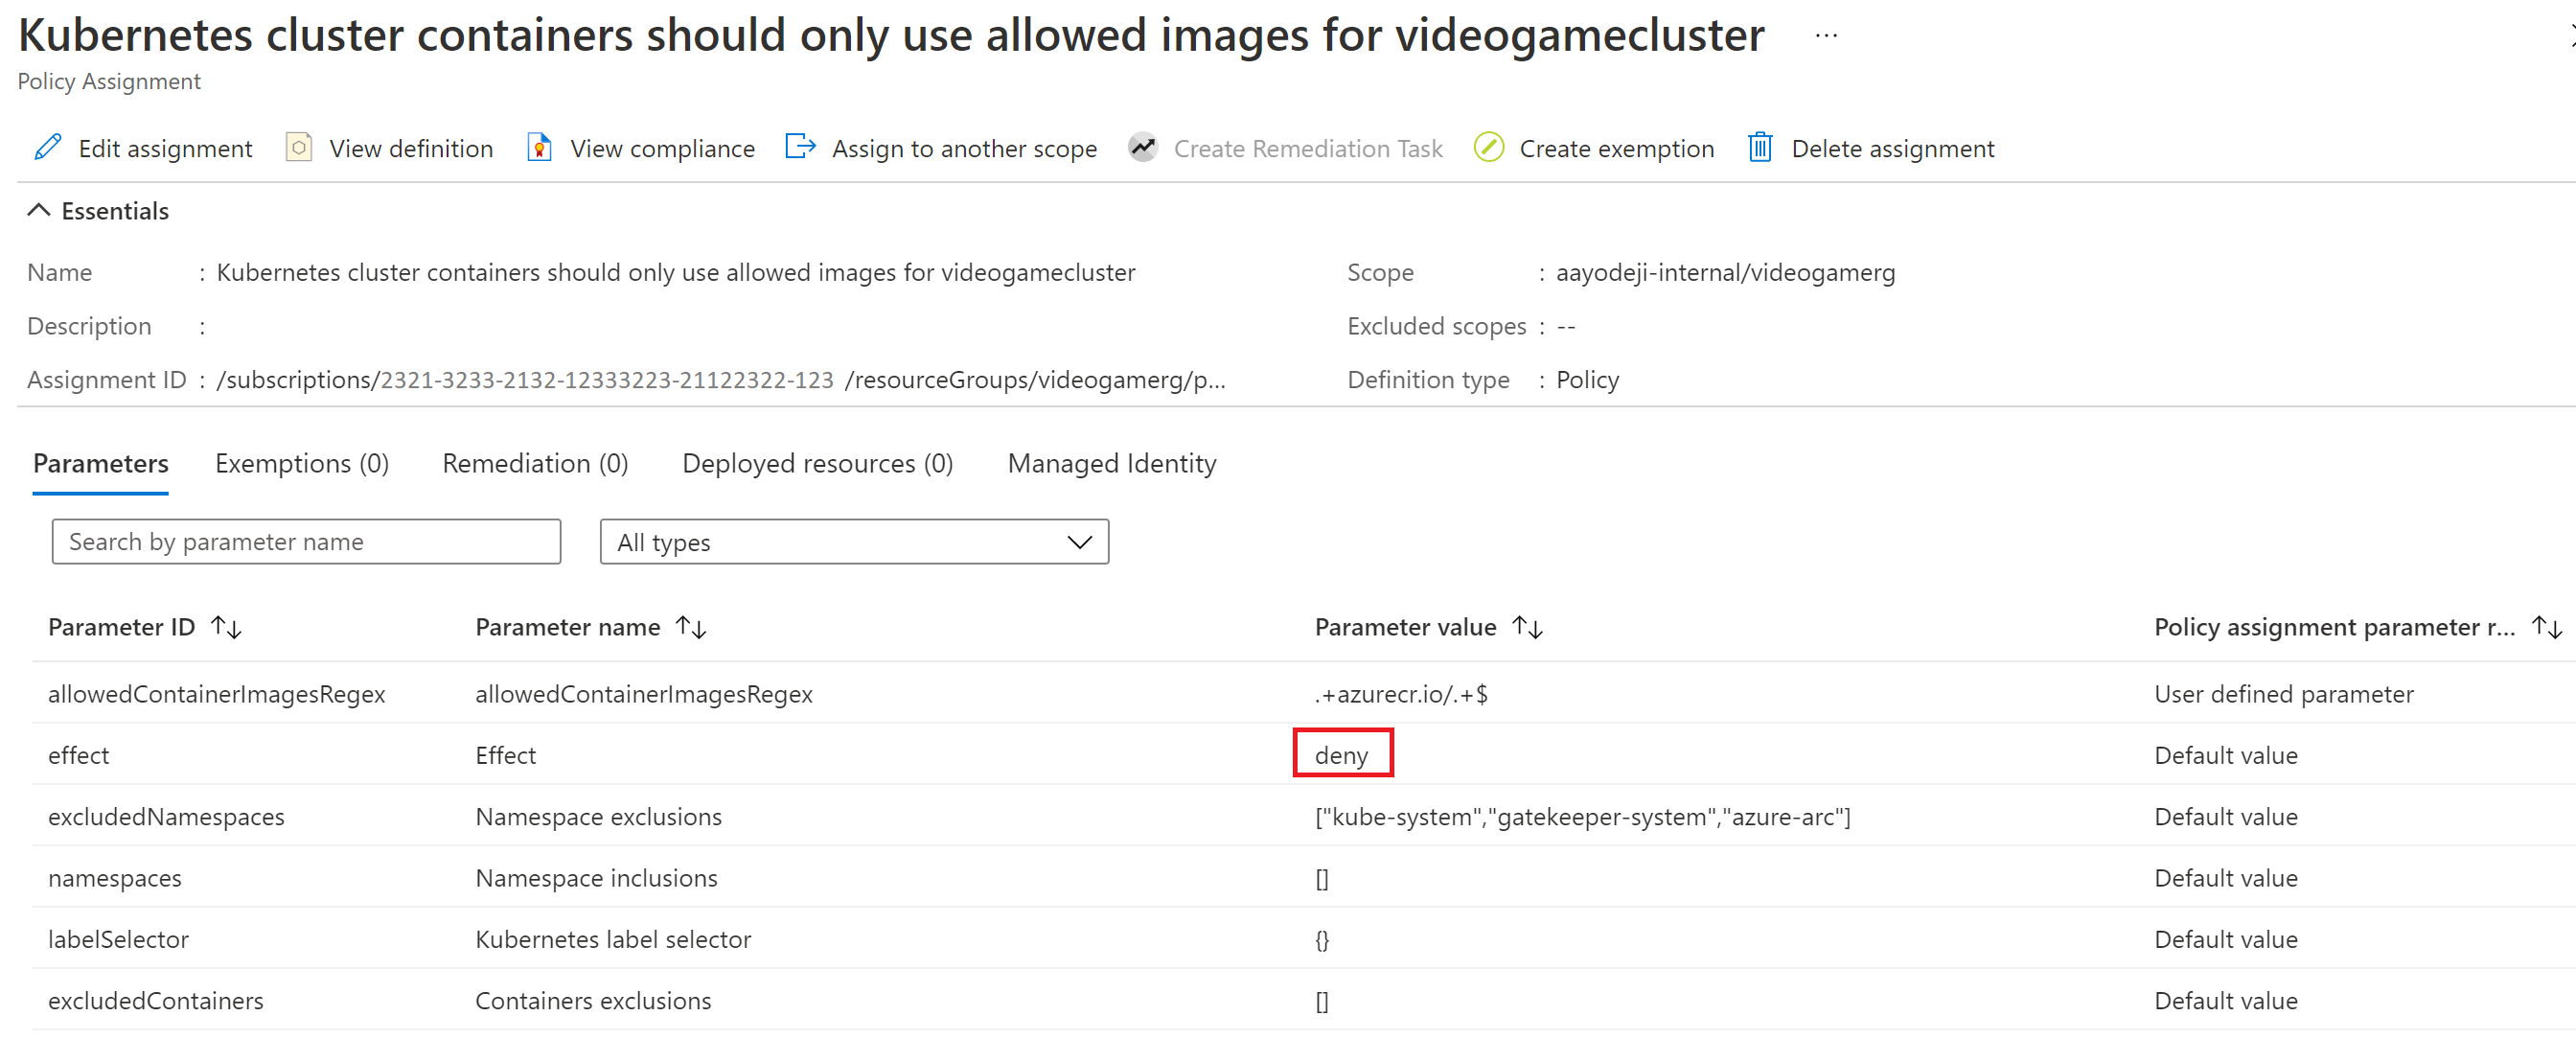 Kubernetes cluster containers should only use allowed images for videogamecluster ...
Policy Assignment
Edit assignment View definition View compliance Assign to another scope Create Remediation Task Create exemption Delete assignment
Essentials
Name : Kubernetes cluster containers should only use allowed images for videogamecluster Scope : aayodeji-internal/videogamerg
Description : Excluded scopes : --
Assignment ID : /subscriptions/2321-3233-2132-12333223-21122322-123 /resourceGroups/videogamerg/p... Definition type : Policy
Parameters Exemptions (0) Remediation (0) Deployed resources (0) Managed Identity
Search by parameter name All types
Parameter ID Parameter name Parameter value Policy assignment parameter r...
allowedContainerImagesRegex allowedContainerImagesRegex .+azurecr.io/.+$ User defined parameter
effect Effect deny Default value
excludedNamespaces Namespace exclusions ["kube-system","gatekeeper-system","azure-arc"] Default value
namespaces Namespace inclusions [] Default value
labelSelector Kubernetes label selector {} Default value
excludedContainers Containers exclusions [] Default value